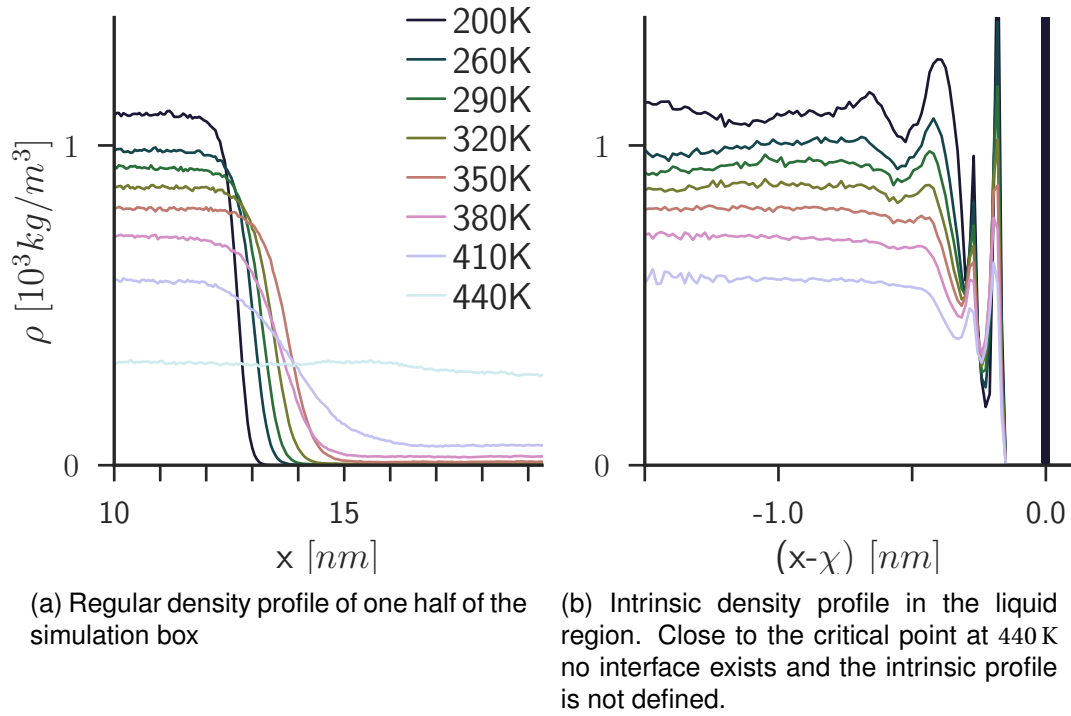 200K
260K
290K
320K
350K
380K
410K
440K
ρ [10³kg/m³]
1
0
10
15
x [nm]
1
0
-1.0
0.0
(x-χ) [nm]
(a) Regular density profile of one half of the
simulation box
(b) Intrinsic density profile in the liquid
region. Close to the critical point at 440 K
no interface exists and the intrinsic profile
is not defined.